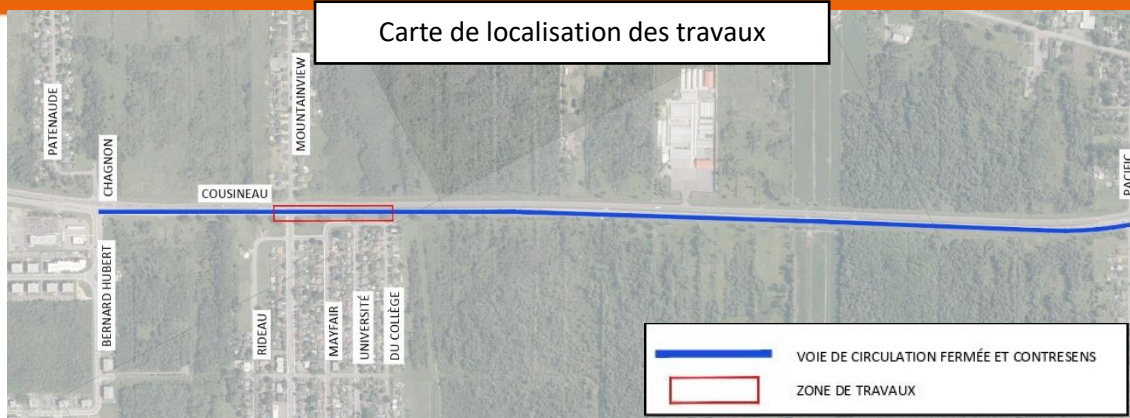 Carte de localisation des travaux
PATENAUDE
CHAGNON
MOUNTAINVIEW
COUSINEAU
PACIFIC
BERNARD HUBERT
RIDEAU
MAYFAIR
UNIVERSITÉ
DU COLLÈGE
VOIE DE CIRCULATION FERMÉE ET CONTRESENS
ZONE DE TRAVAUX